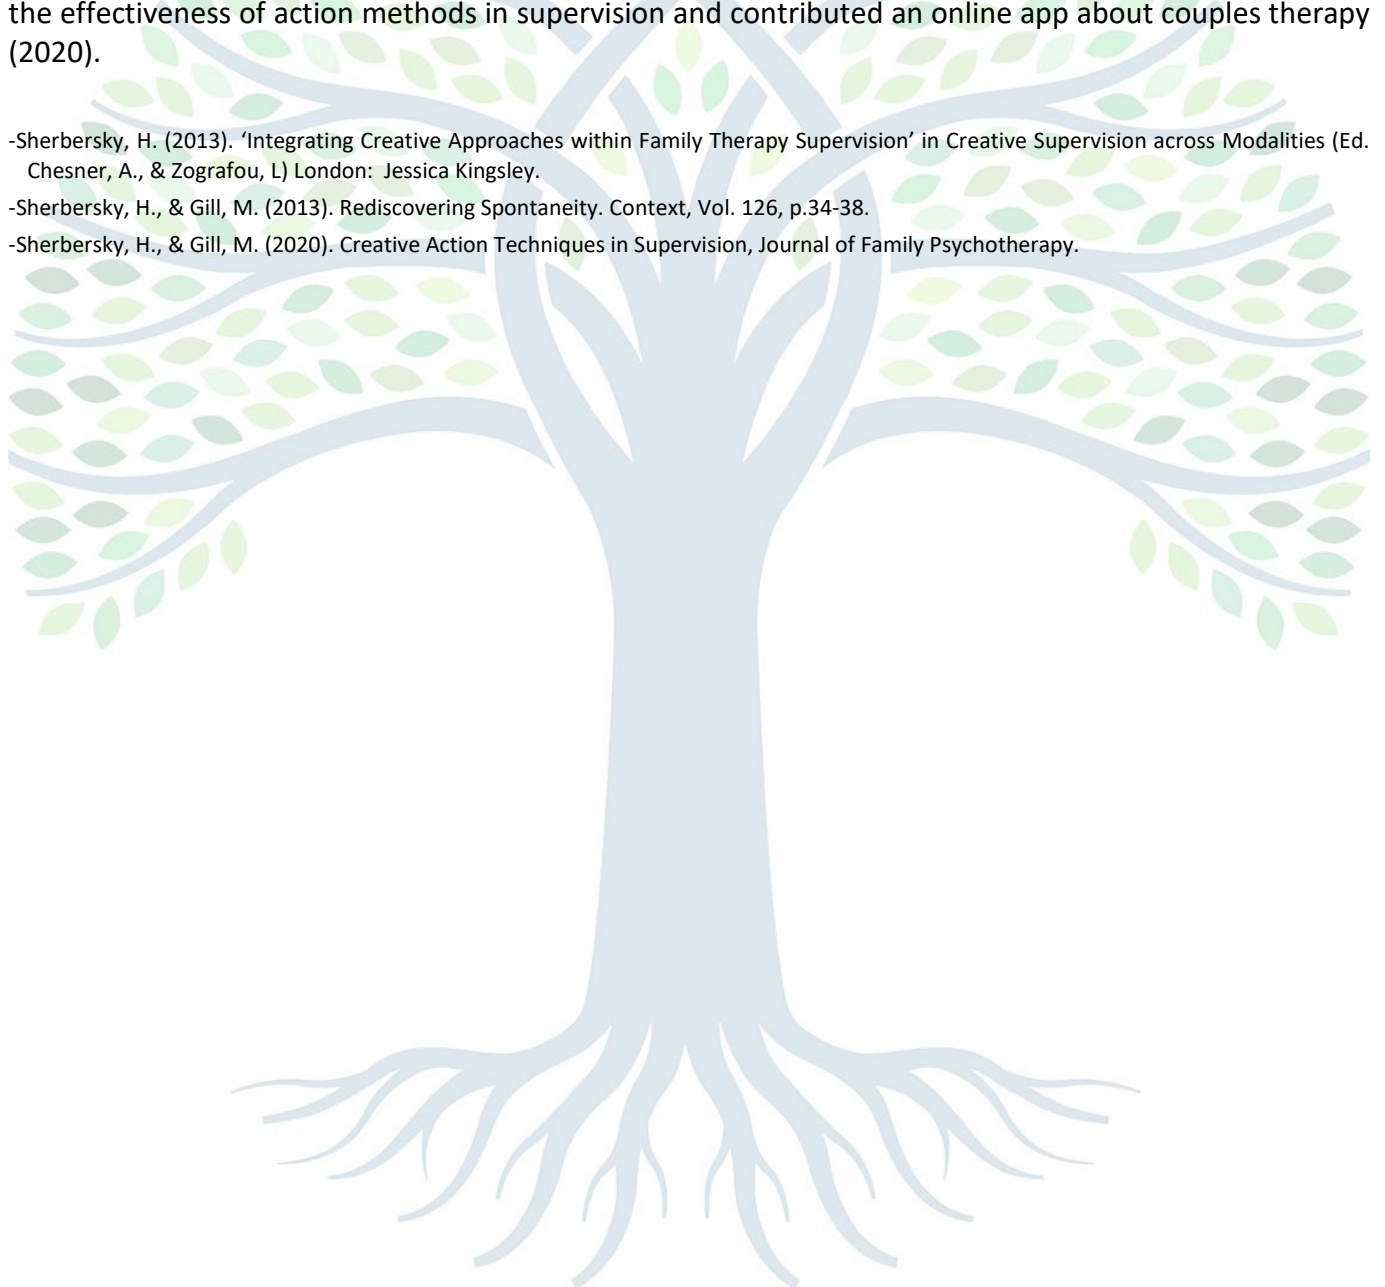 the effectiveness of action methods in supervision and contributed an online app about couples therapy
(2020).
-Sherbersky, H. (2013). ‘Integrating Creative Approaches within Family Therapy Supervision’ in Creative Supervision across Modalities (Ed.
Chesner, A., & Zografou, L) London: Jessica Kingsley.
-Sherbersky, H., & Gill, M. (2013). Rediscovering Spontaneity. Context, Vol. 126, p.34-38.
-Sherbersky, H., & Gill, M. (2020). Creative Action Techniques in Supervision, Journal of Family Psychotherapy.